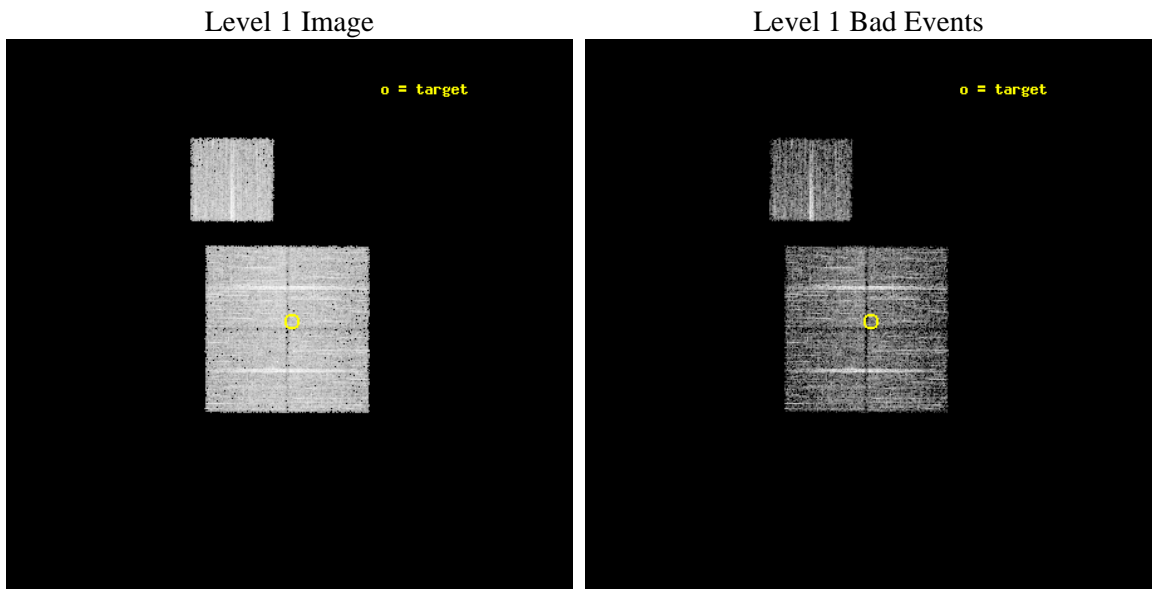 Level 1 Image
Level 1 Bad Events
o = target
o = target